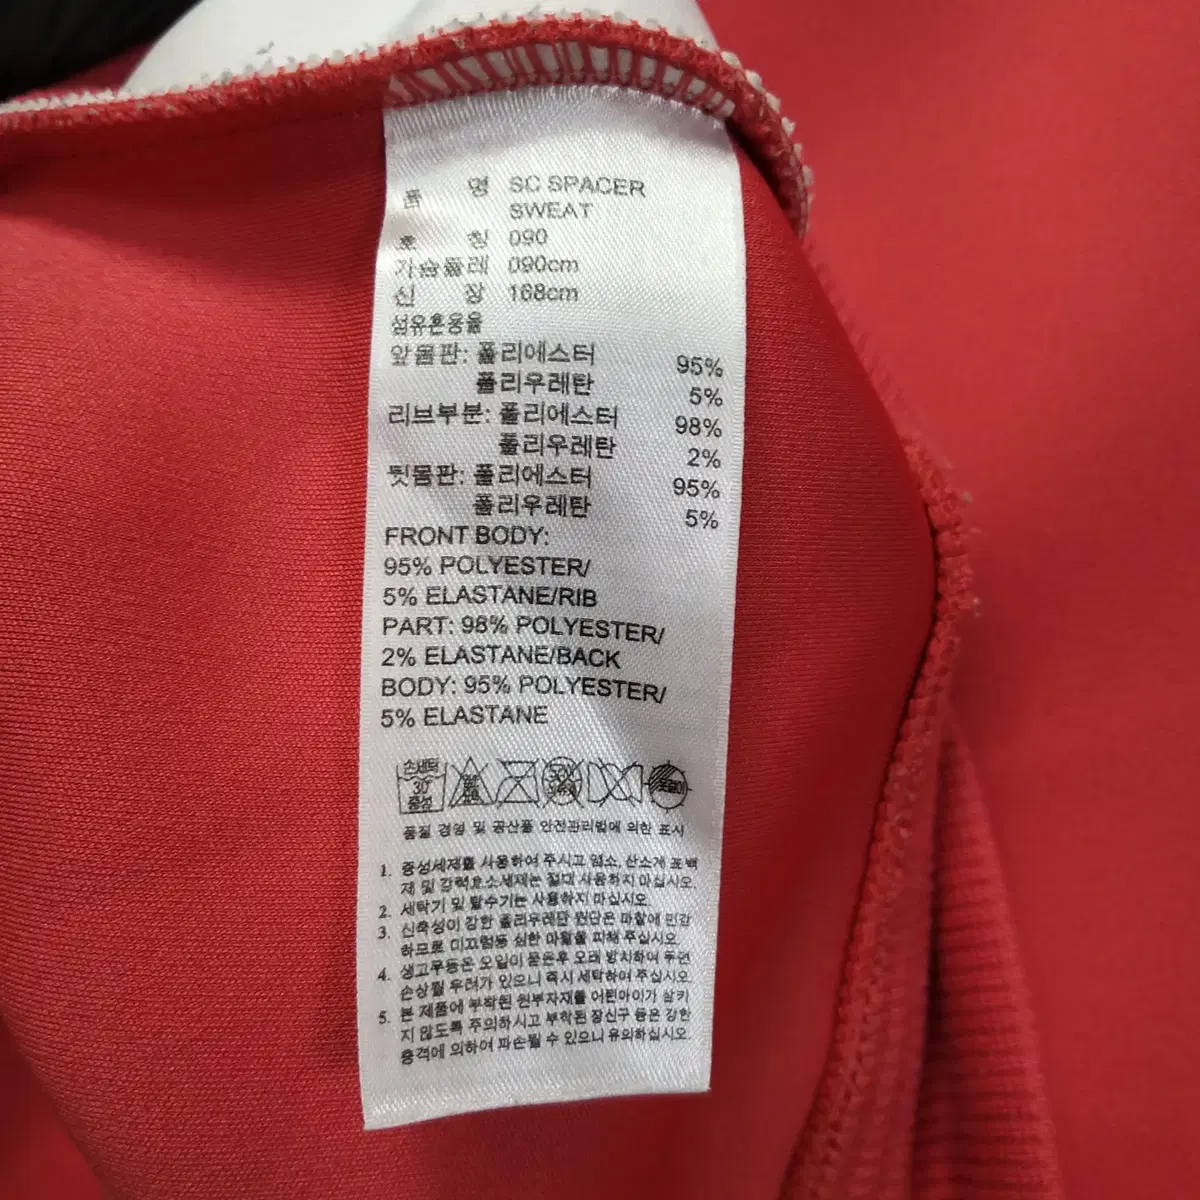 품 명 SC SPACER
SWEAT
호 칭 090
가슴둘레 090cm
신 장 168cm
섬유혼용율
앞몸판: 폴리에스터 95%
폴리우레탄 5%
리브부분: 폴리에스터 98%
폴리우레탄 2%
뒷몸판: 폴리에스터 95%
폴리우레탄 5%
FRONT BODY:
95% POLYESTER/
5% ELASTANE/RIB
PART: 98% POLYESTER/
2% ELASTANE/BACK
BODY: 95% POLYESTER/
5% ELASTANE
손세탁
30
중성
품질 경영 및 공산품 안전관리법에 의한 표시
1. 중성세제를 사용하여 주시고 염소, 산소계 표백
제 및 강력효소세제는 절대 사용하지 마십시오.
2. 세탁기 및 탈수기는 사용하지 마십시오.
3. 신축성이 강한 폴리우레탄 원단은 마찰에 민감
하므로 미끄럼등 심한 마찰을 피해 주십시오.
4. 생고무등은 오일이 묻은후 오래 방치하여 두면
손상될 우려가 있으니 즉시 세탁하여 주십시오
5. 본 제품에 부착된 원부자재를 어린아이가 삼키
지 않도록 주의하시고 부착된 장신구 등은 강한
충격에 의하여 파손될 수 있으니 유의하십시오.